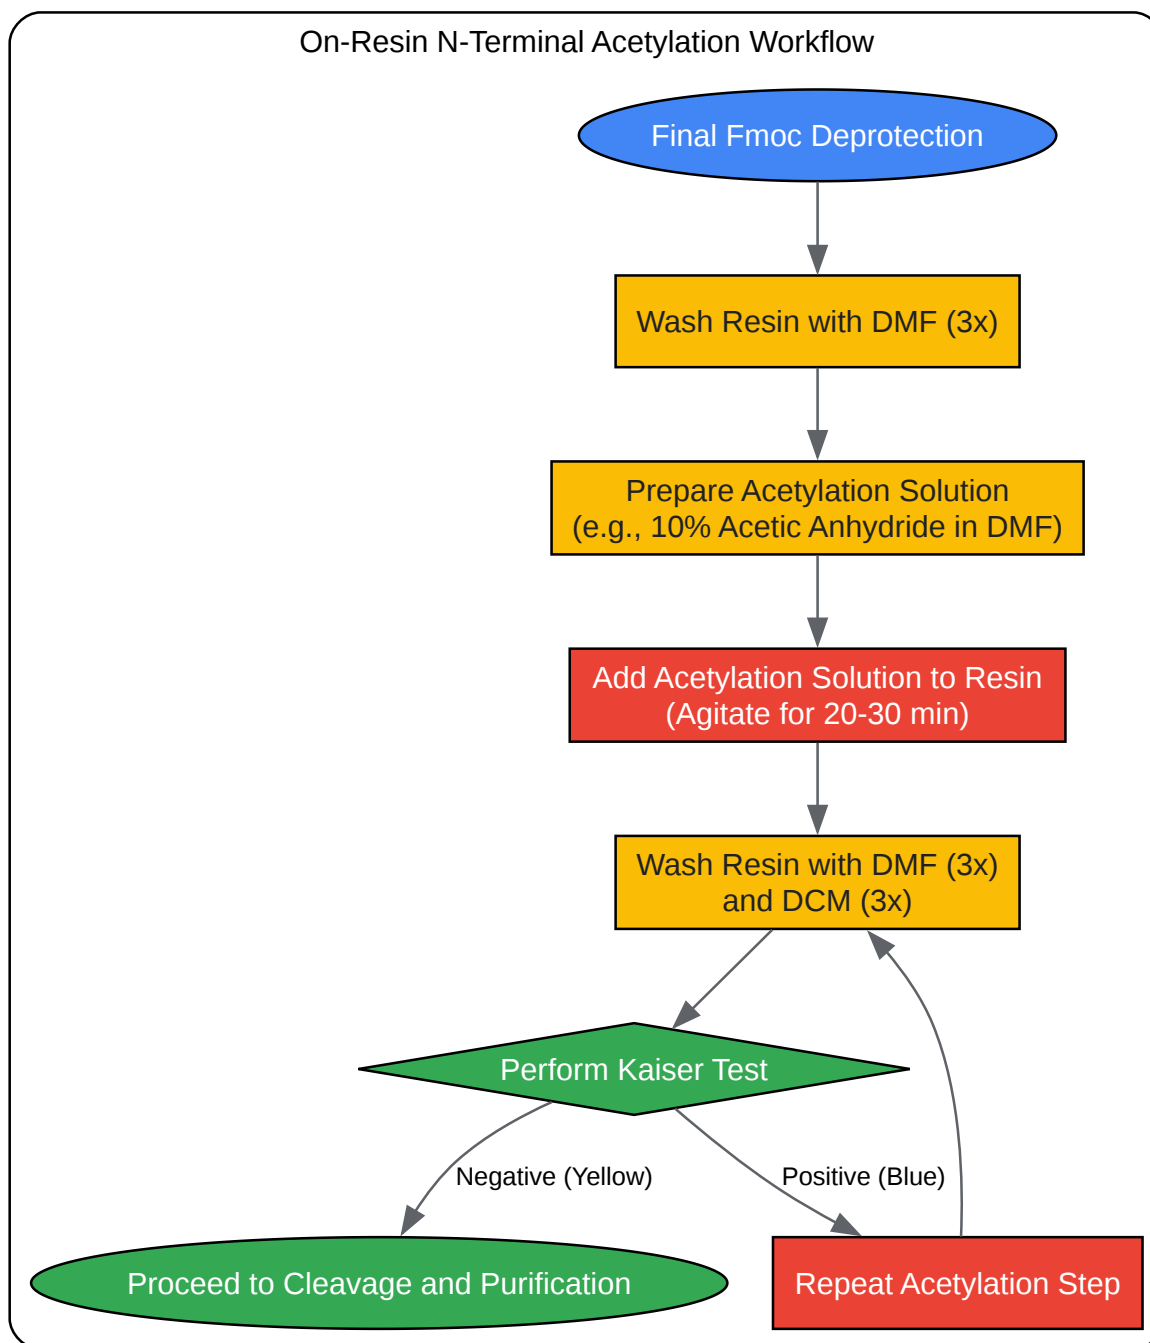 On-Resin N-Terminal Acetylation Workflow
Final Fmoc Deprotection
Wash Resin with DMF (3x)
Prepare Acetylation Solution
(e.g., 10% Acetic Anhydride in DMF)
Add Acetylation Solution to Resin
(Agitate for 20-30 min)
Wash Resin with DMF (3x)
and DCM (3x)
Perform Kaiser Test
Negative (Yellow)
Positive (Blue)
Proceed to Cleavage and Purification
Repeat Acetylation Step